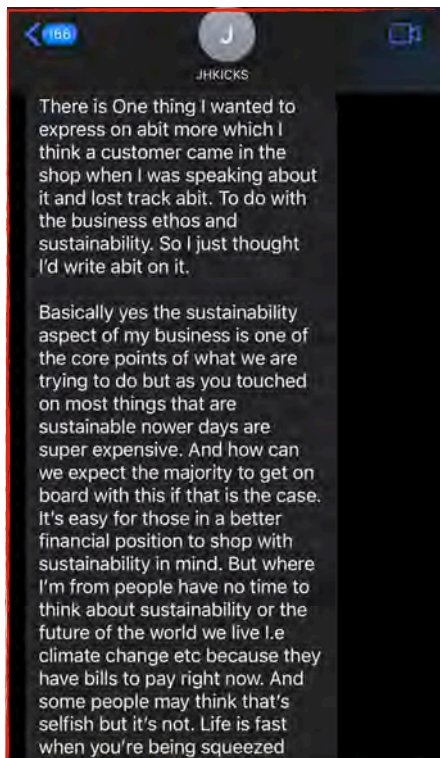 156
J
JHKICKS
There is One thing I wanted to
express on abit more which I
think a customer came in the
shop when I was speaking about
it and lost track abit. To do with
the business ethos and
sustainability. So I just thought
I'd write abit on it.
Basically yes the sustainability
aspect of my business is one of
the core points of what we are
trying to do but as you touched
on most things that are
sustainable nower days are
super expensive. And how can
we expect the majority to get on
board with this if that is the case.
It's easy for those in a better
financial position to shop with
sustainability in mind. But where
I'm from people have no time to
think about sustainability or the
future of the world we live I.e
climate change etc because they
have bills to pay right now. And
some people may think that's
selfish but it's not. Life is fast
when you're being squeezed